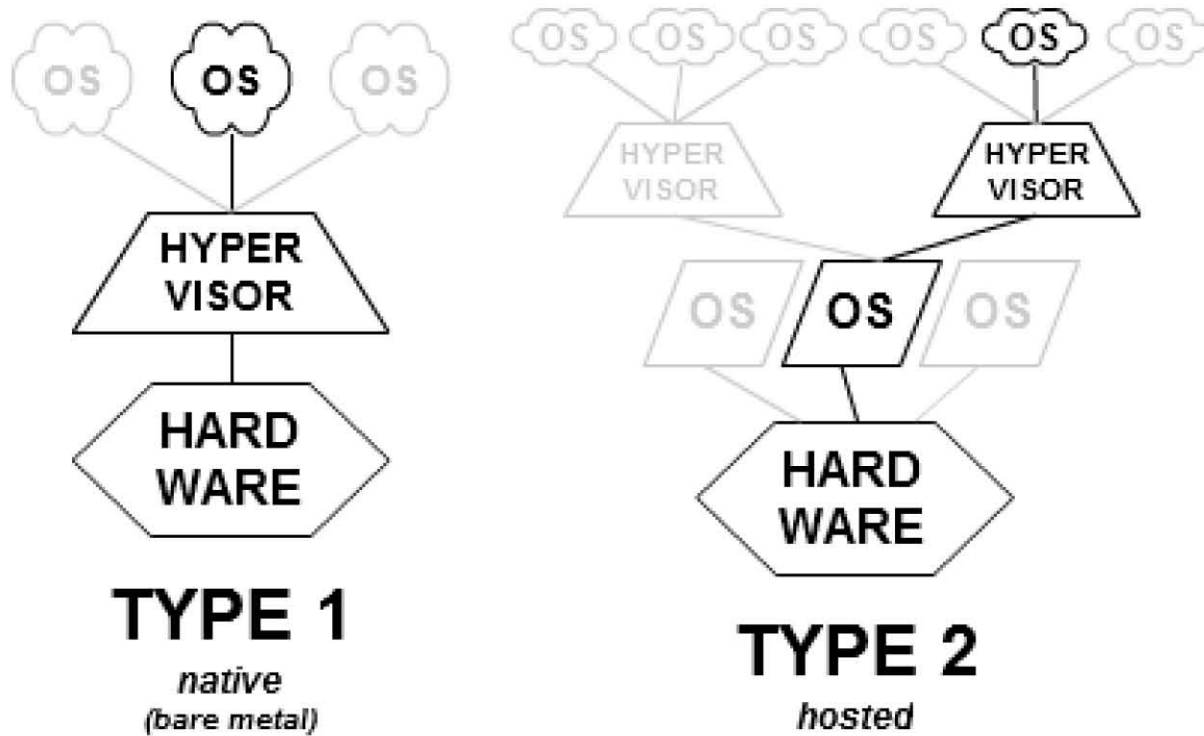 OS OS OS
HYPER
VISOR
HARD
WARE
TYPE 1
native
(bare metal)
OS OS OS OS OS OS
HYPER
VISOR
HYPER
VISOR
OS OS OS
HARD
WARE
TYPE 2
hosted